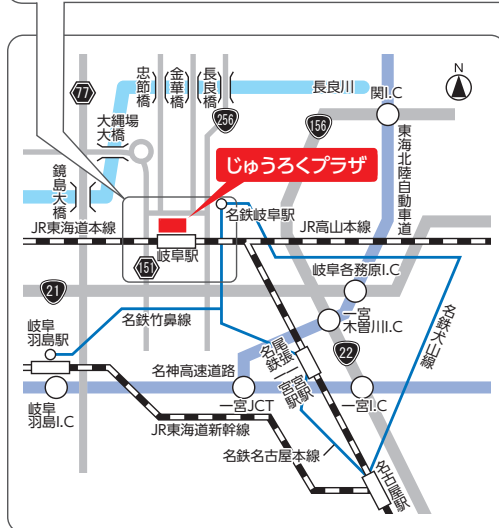 忠節橋
金華橋
長良橋
長良川
関I.C
N
77
256
156
大縄場
大橋
東海北陸自動車道
じゅうろくプラザ
鏡島大橋
名鉄岐阜駅
JR東海道本線
JR高山本線
岐阜駅
151
岐阜各務原I.C
21
名鉄竹鼻線
一宮
木曽川I.C
名鉄犬山線
岐阜
羽島駅
22
名神高速道路
尾張一宮駅
名鉄一宮駅
岐阜
羽島I.C
一宮JCT
一宮I.C
JR東海道新幹線
名鉄名古屋本線
名古屋駅